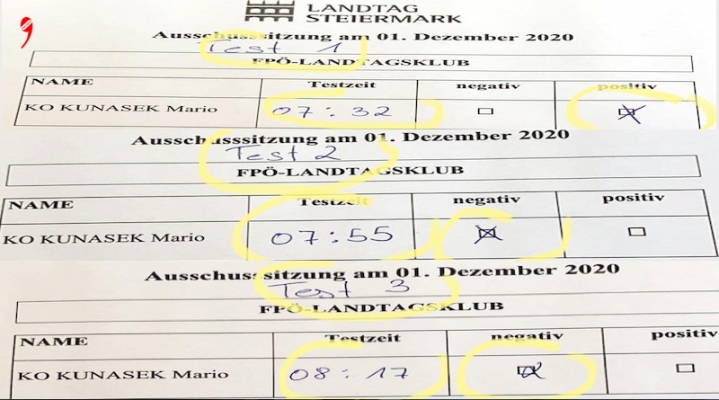 LANDTAG
STEIERMARK
Ausschusssitzung am 01. Dezember 2020
Test 1
FPÖ-LANDTAGSKLUB
NAME Testzeit negativ positiv
KO KUNASEK Mario 07:32
Ausschusssitzung am 01. Dezember 2020
Test 2
FPÖ-LANDTAGSKLUB
NAME Testzeit negativ positiv
KO KUNASEK Mario 07:55
Ausschusssitzung am 01. Dezember 2020
Test 3
FPÖ-LANDTAGSKLUB
NAME Testzeit negativ positiv
KO KUNASEK Mario 08:17